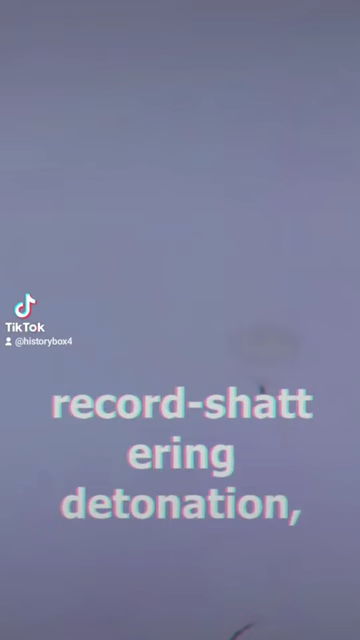 TikTok
@historybox4
record-shatt
ering
detonation,